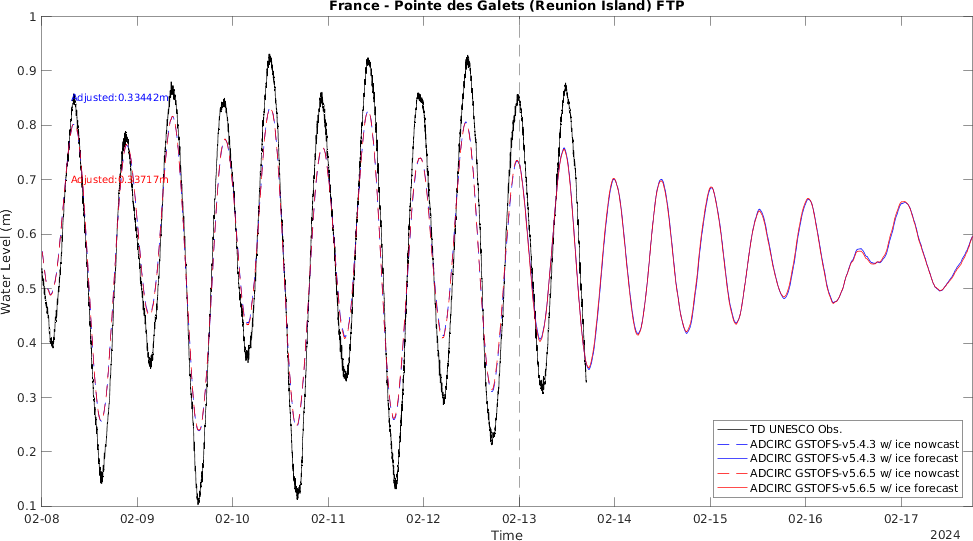 France - Pointe des Galets (Reunion Island) FTP
1
0.9
0.8
0.7
0.6
0.5
0.4
0.3
0.2
0.1
Water Level (m)
Adjusted:0.33442m
Adjusted:0.33717m
TD UNESCO Obs.
ADCIRC GSTOFS-v5.4.3 w/ ice nowcast
ADCIRC GSTOFS-v5.4.3 w/ ice forecast
ADCIRC GSTOFS-v5.6.5 w/ ice nowcast
ADCIRC GSTOFS-v5.6.5 w/ ice forecast
02-08 02-09 02-10 02-11 02-12 02-13 02-14 02-15 02-16 02-17
Time
2024